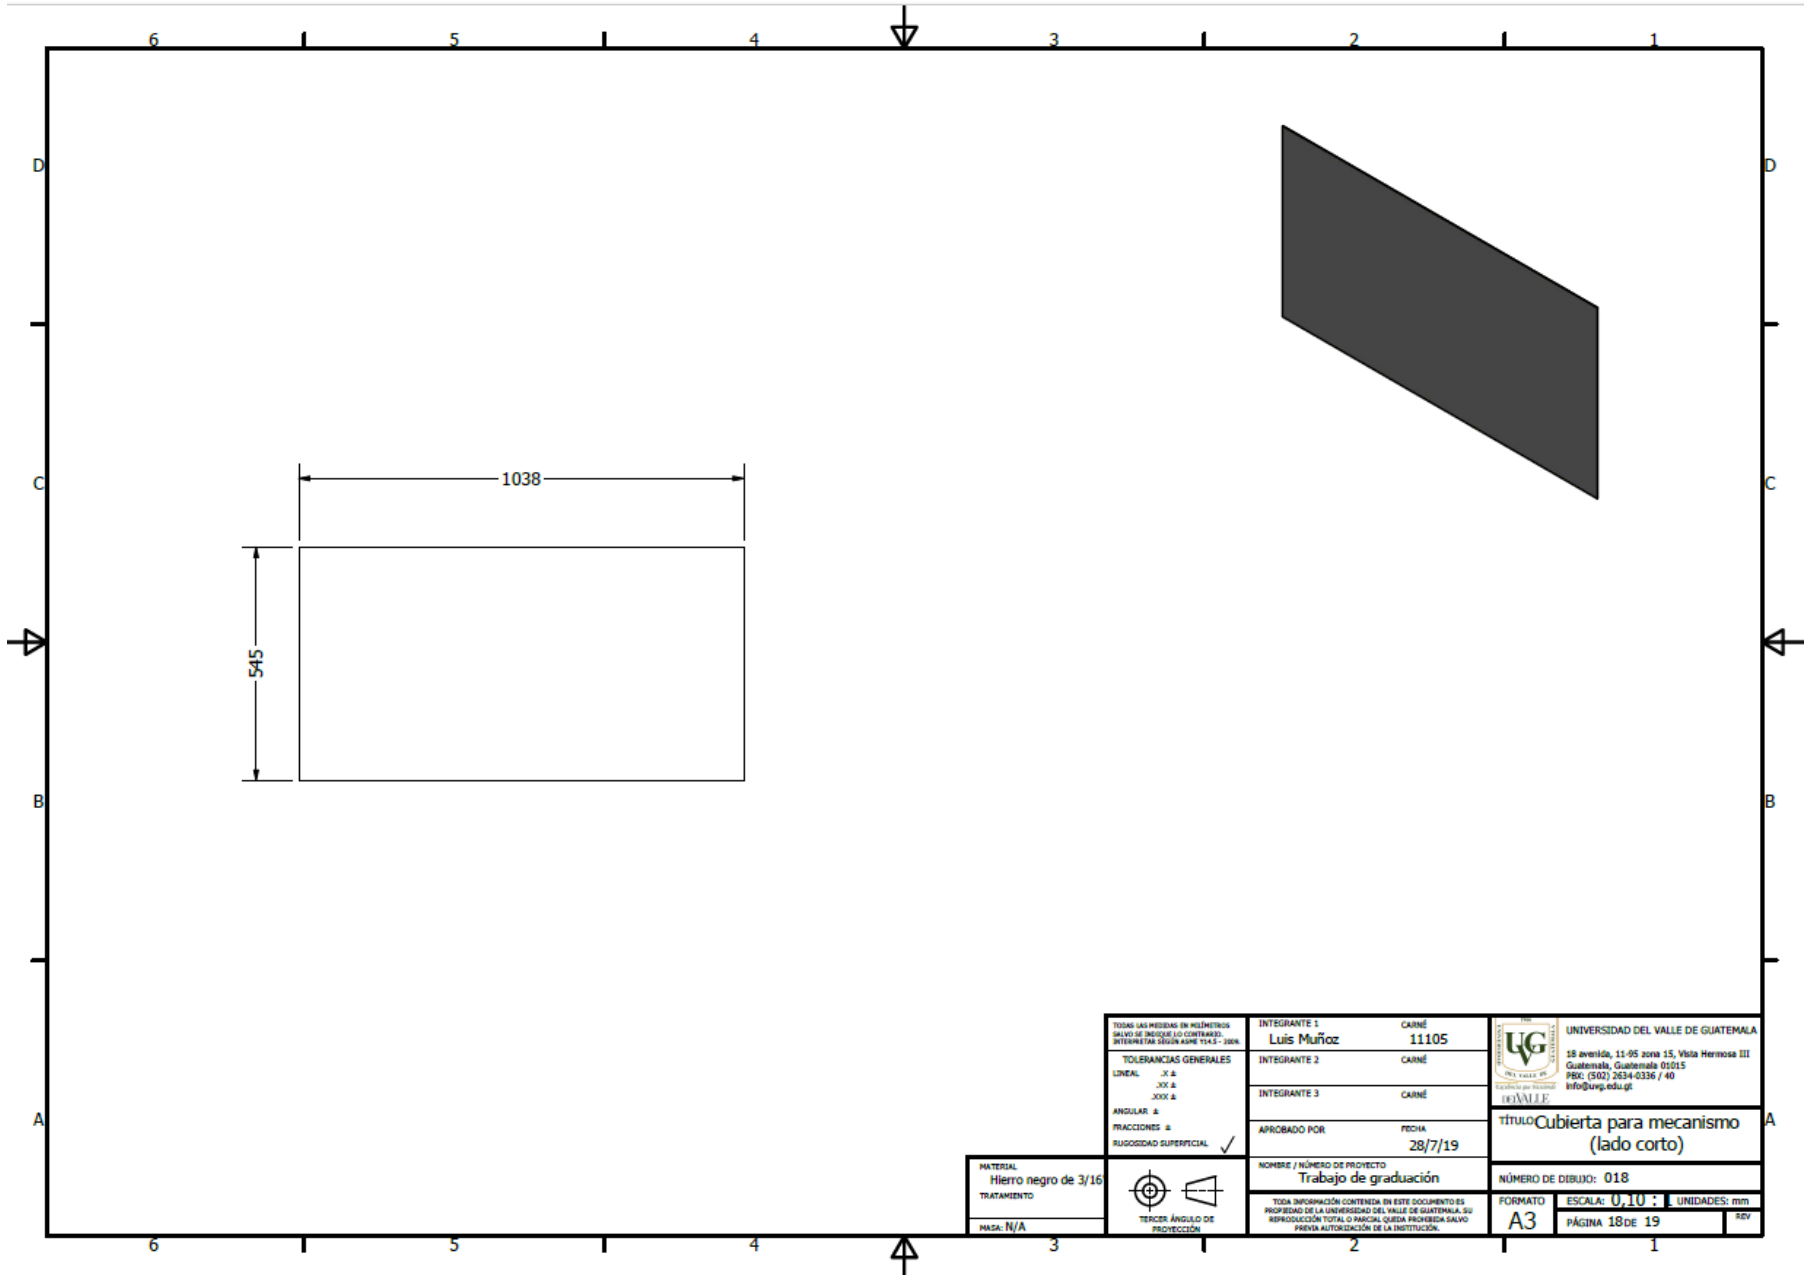 6 5 4 3 2 1
D D
1038
C C
545
B B
A A
TODAS LAS MEDIDAS EN MILÍMETROS
SALVO SE INDIQUE LO CONTRARIO.
INTERPRETAR SEGÚN ASME Y14.5 - 2009.
TOLERANCIAS GENERALES
LINEAL .X ±
.XX ±
.XXX ±
ANGULAR ±
FRACCIONES ±
RUGOSIDAD SUPERFICIAL
INTEGRANTE 1 CARNÉ
Luis Muñoz 11105
INTEGRANTE 2 CARNÉ
INTEGRANTE 3 CARNÉ
APROBADO POR FECHA
28/7/19
NOMBRE / NÚMERO DE PROYECTO
Trabajo de graduación
TODA INFORMACIÓN CONTENIDA EN ESTE DOCUMENTO ES
PROPIEDAD DE LA UNIVERSIDAD DEL VALLE DE GUATEMALA. SU
REPRODUCCIÓN TOTAL O PARCIAL QUEDA PROHIBIDA SALVO
PREVIA AUTORIZACIÓN DE LA INSTITUCIÓN.
UVG
DEL VALLE
UNIVERSIDAD DEL VALLE DE GUATEMALA
18 avenida, 11-95 zona 15, Vista Hermosa III
Guatemala, Guatemala 01015
PBX: (502) 2634-0336 / 40
info@uvg.edu.gt
TÍTULO Cubierta para mecanismo
(lado corto)
NÚMERO DE DIBUJO: 018
FORMATO
A3
ESCALA: 0,10 : 1 UNIDADES: mm
PÁGINA 18 DE 19
REV
MATERIAL
Hierro negro de 3/16
TRATAMIENTO
MASA: N/A
TERCER ÁNGULO DE
PROYECCIÓN
6 5 4 3 2 1